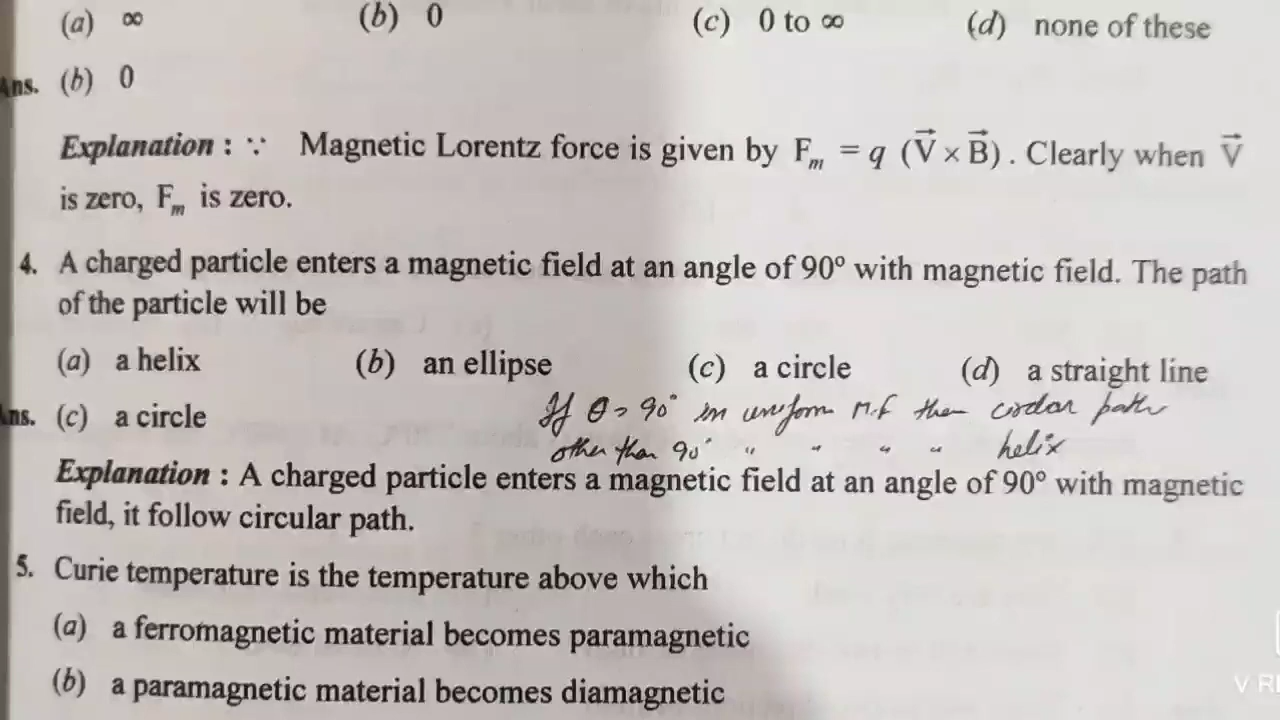 (a) ∞ (b) 0 (c) 0 to ∞ (d) none of these
Ans. (b) 0
Explanation : ∵ Magnetic Lorentz force is given by Fm = q (V⃗ × B⃗). Clearly when V⃗
is zero, Fm is zero.
4. A charged particle enters a magnetic field at an angle of 90° with magnetic field. The path
of the particle will be
(a) a helix (b) an ellipse (c) a circle (d) a straight line
ns. (c) a circle
If θ = 90° in uniform M.f then circular path
other than 90° " " " " helix
Explanation : A charged particle enters a magnetic field at an angle of 90° with magnetic
field, it follow circular path.
5. Curie temperature is the temperature above which
(a) a ferromagnetic material becomes paramagnetic
(b) a paramagnetic material becomes diamagnetic